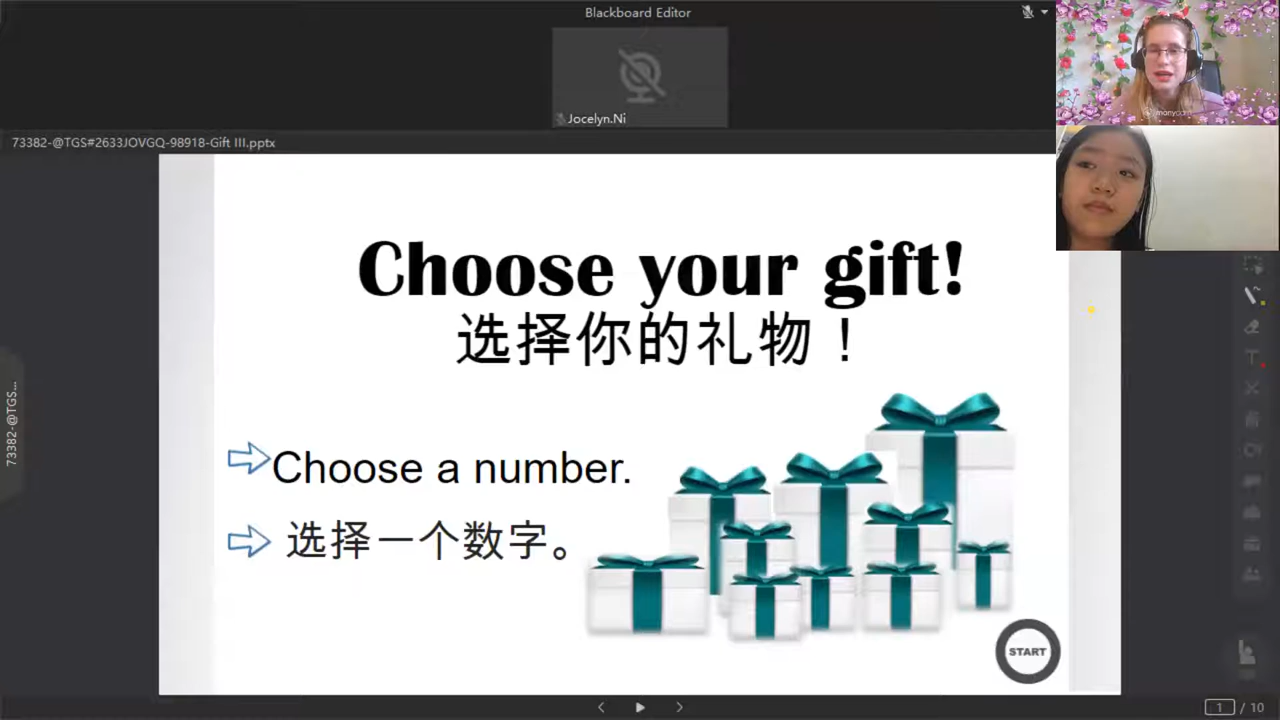 Blackboard Editor
Jocelyn.Ni
73382-@TGS#2633JOVGQ-98918-Gift III.pptx
Choose your gift!
选择你的礼物！
Choose a number.
选择一个数字。
START
73382-@TGS...
1 / 10